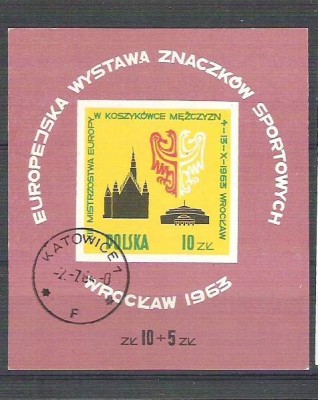 EUROPEJSKA WYSTAWA ZNACZKÓW SPORTOWYCH
MISTRZOSTWA EUROPY W KOSZYKÓWCE MĘŻCZYZN 4-13-X-1963 WROCŁAW
POLSKA 10 ZŁ
KATOWICE 1
F
WROCŁAW 1963
ZŁ 10+5 ZŁ